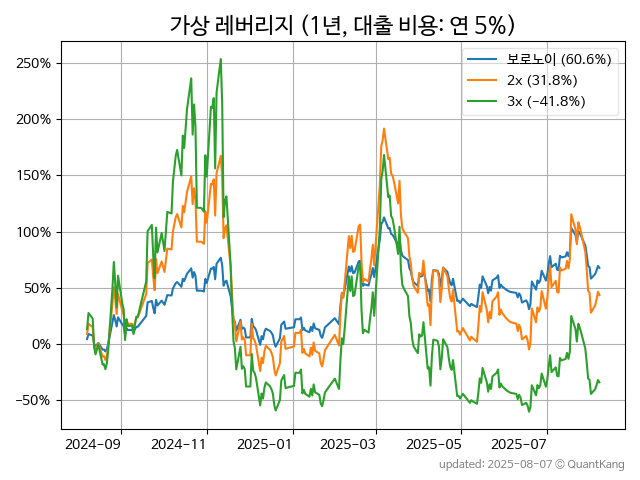 가상 레버리지 (1년, 대출 비용: 연 5%)
보로노이 (60.6%)
2x (31.8%)
3x (−41.8%)
250%
200%
150%
100%
50%
0%
−50%
2024-09
2024-11
2025-01
2025-03
2025-05
2025-07
updated: 2025-08-07 © QuantKang